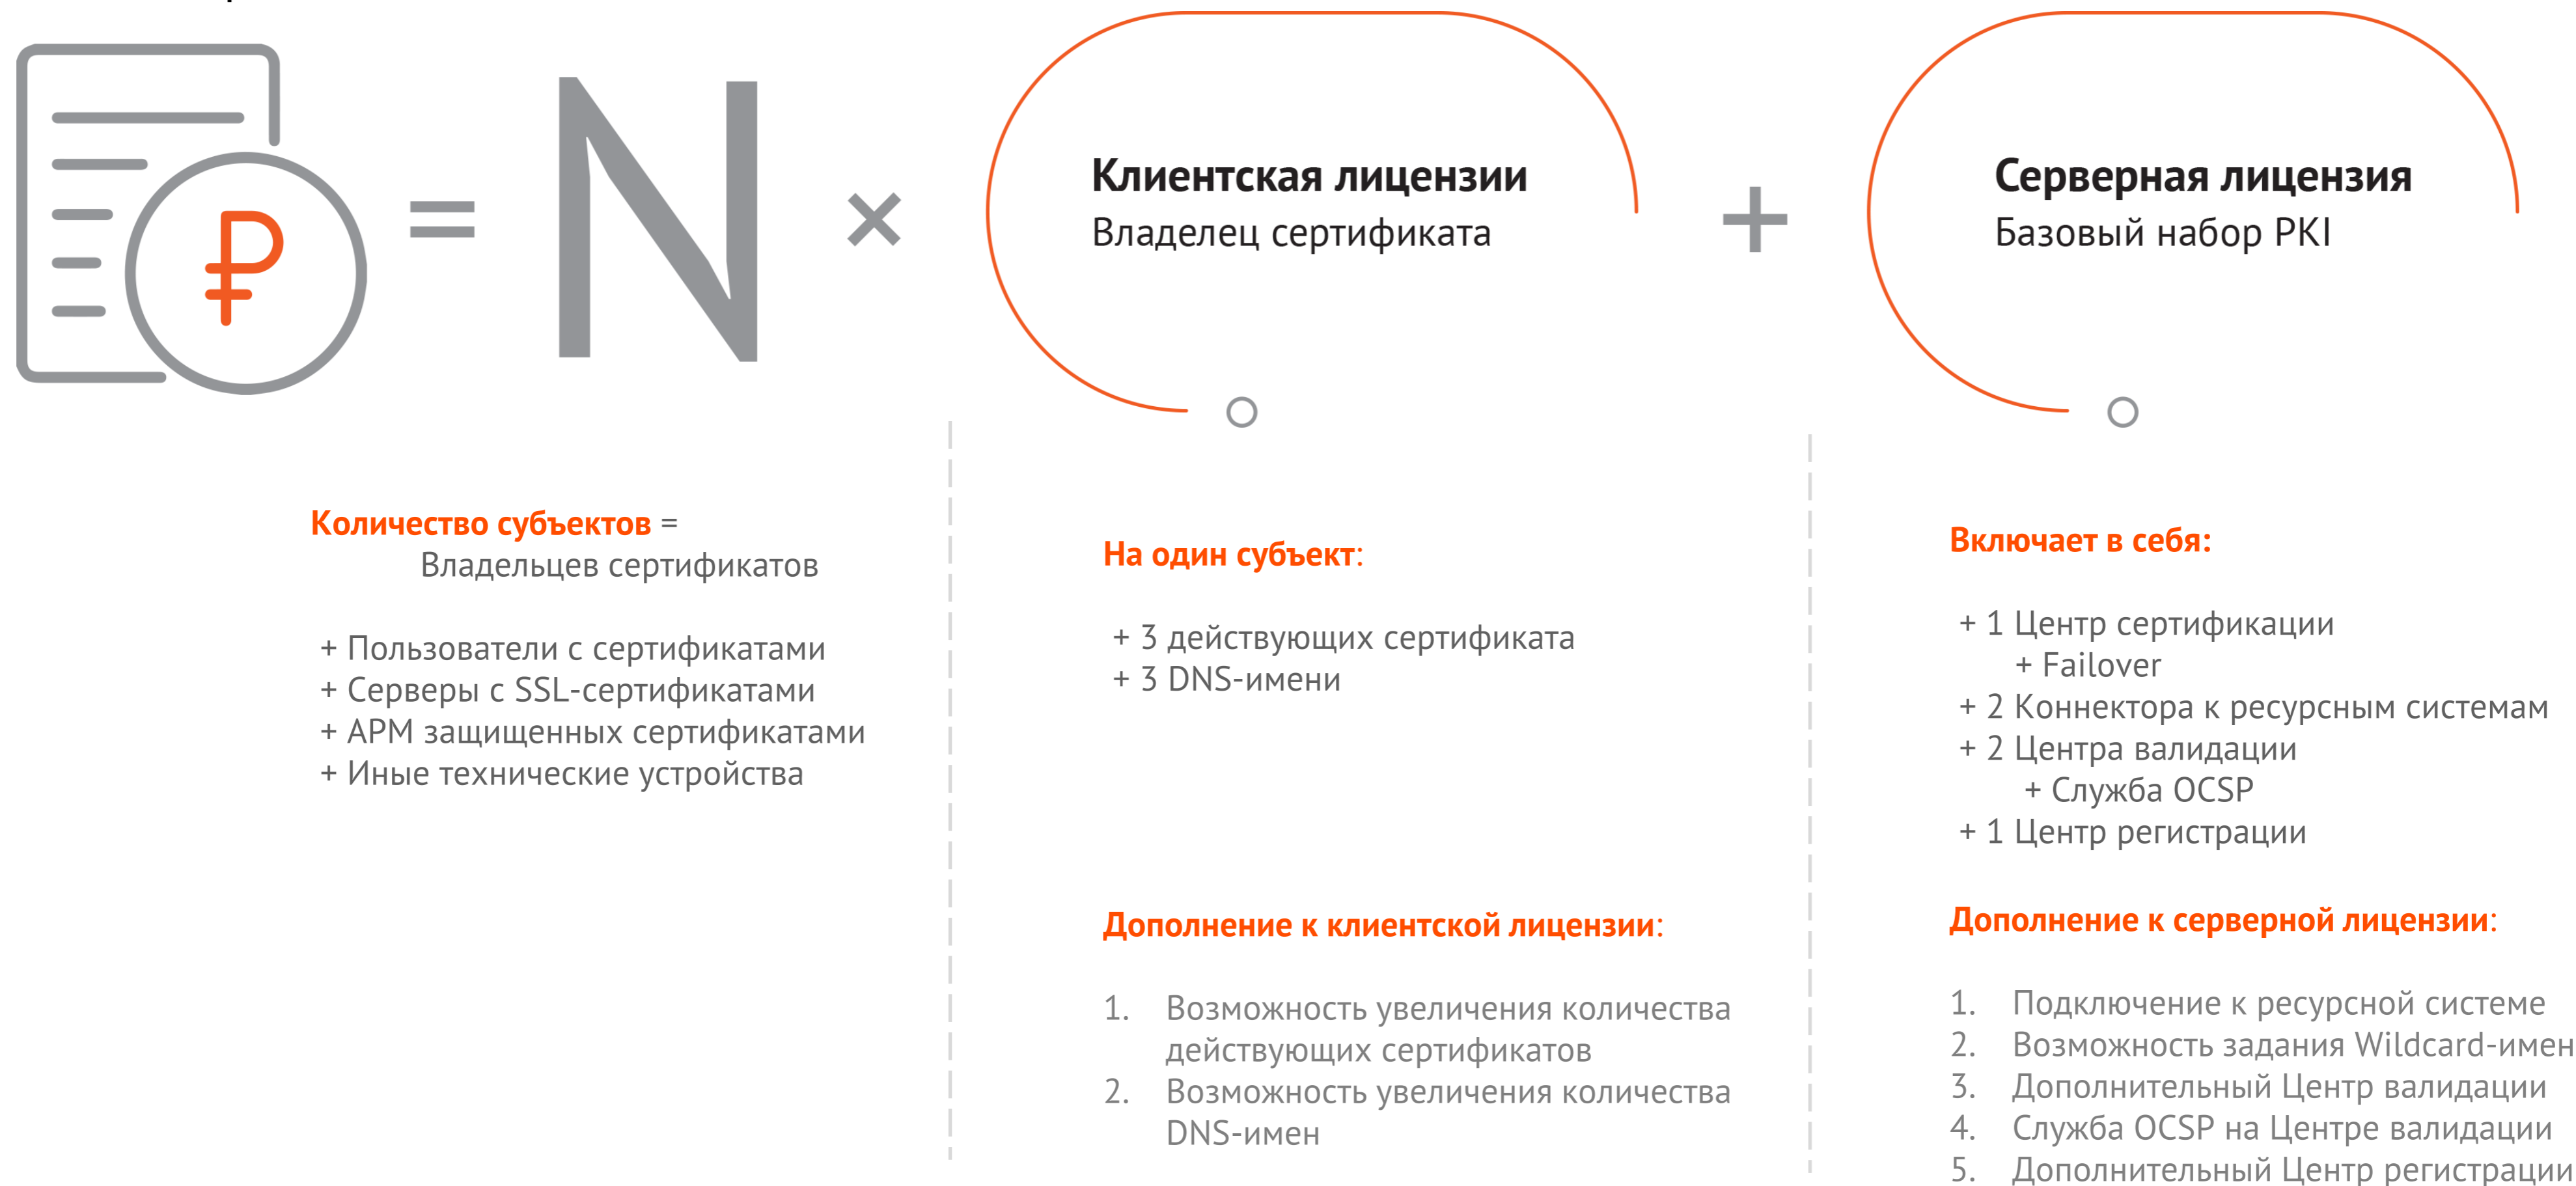 ₽ = N × 
Клиентская лицензии
Владелец сертификата
+
Серверная лицензия
Базовый набор PKI
Количество субъектов =
Владельцев сертификатов
+ Пользователи с сертификатами
+ Серверы с SSL-сертификатами
+ АРМ защищенных сертификатами
+ Иные технические устройства
На один субъект:
+ 3 действующих сертификата
+ 3 DNS-имени
Дополнение к клиентской лицензии:
1. Возможность увеличения количества
действующих сертификатов
2. Возможность увеличения количества
DNS-имен
Включает в себя:
+ 1 Центр сертификации
+ Failover
+ 2 Коннектора к ресурсным системам
+ 2 Центра валидации
+ Служба OCSP
+ 1 Центр регистрации
Дополнение к серверной лицензии:
1. Подключение к ресурсной системе
2. Возможность задания Wildcard-имен
3. Дополнительный Центр валидации
4. Служба OCSP на Центре валидации
5. Дополнительный Центр регистрации